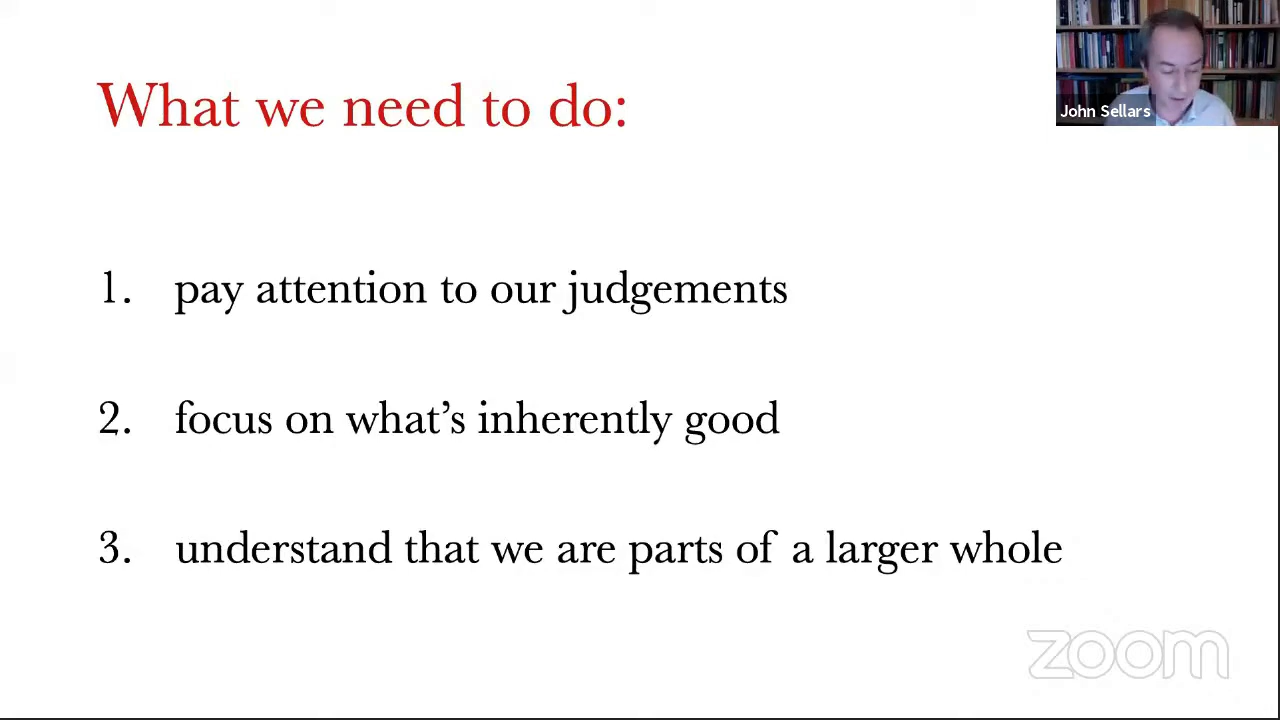 What we need to do:
John Sellars
1. pay attention to our judgements
2. focus on what's inherently good
3. understand that we are parts of a larger whole
zoom